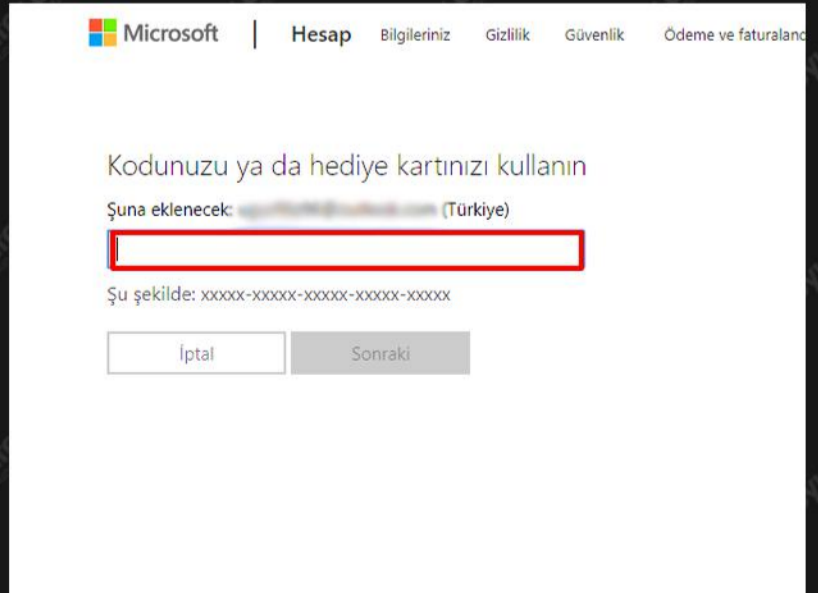 Microsoft | Hesap Bilgileriniz Gizlilik Güvenlik Ödeme ve faturaland
Kodunuzu ya da hediye kartınızı kullanın
Şuna eklenecek: (Türkiye)
Şu şekilde: xxxxx-xxxxx-xxxxx-xxxxx-xxxxx
İptal Sonraki